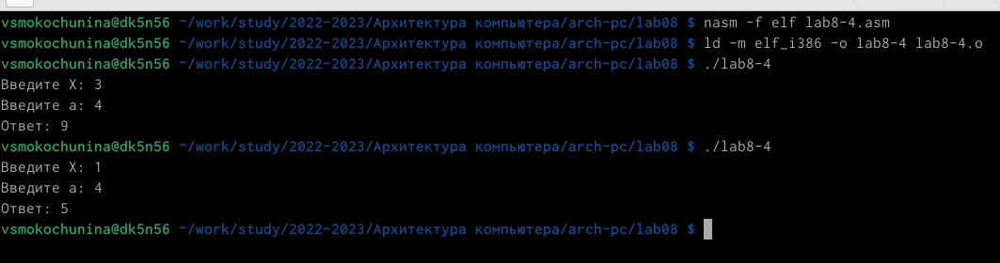 vsmokochunina@dk5n56 ~/work/study/2022-2023/Архитектура компьютера/arch-pc/lab08 $ nasm -f elf lab8-4.asm
vsmokochunina@dk5n56 ~/work/study/2022-2023/Архитектура компьютера/arch-pc/lab08 $ ld -m elf_i386 -o lab8-4 lab8-4.o
vsmokochunina@dk5n56 ~/work/study/2022-2023/Архитектура компьютера/arch-pc/lab08 $ ./lab8-4
Введите X: 3
Введите a: 4
Ответ: 9
vsmokochunina@dk5n56 ~/work/study/2022-2023/Архитектура компьютера/arch-pc/lab08 $ ./lab8-4
Введите X: 1
Введите a: 4
Ответ: 5
vsmokochunina@dk5n56 ~/work/study/2022-2023/Архитектура компьютера/arch-pc/lab08 $